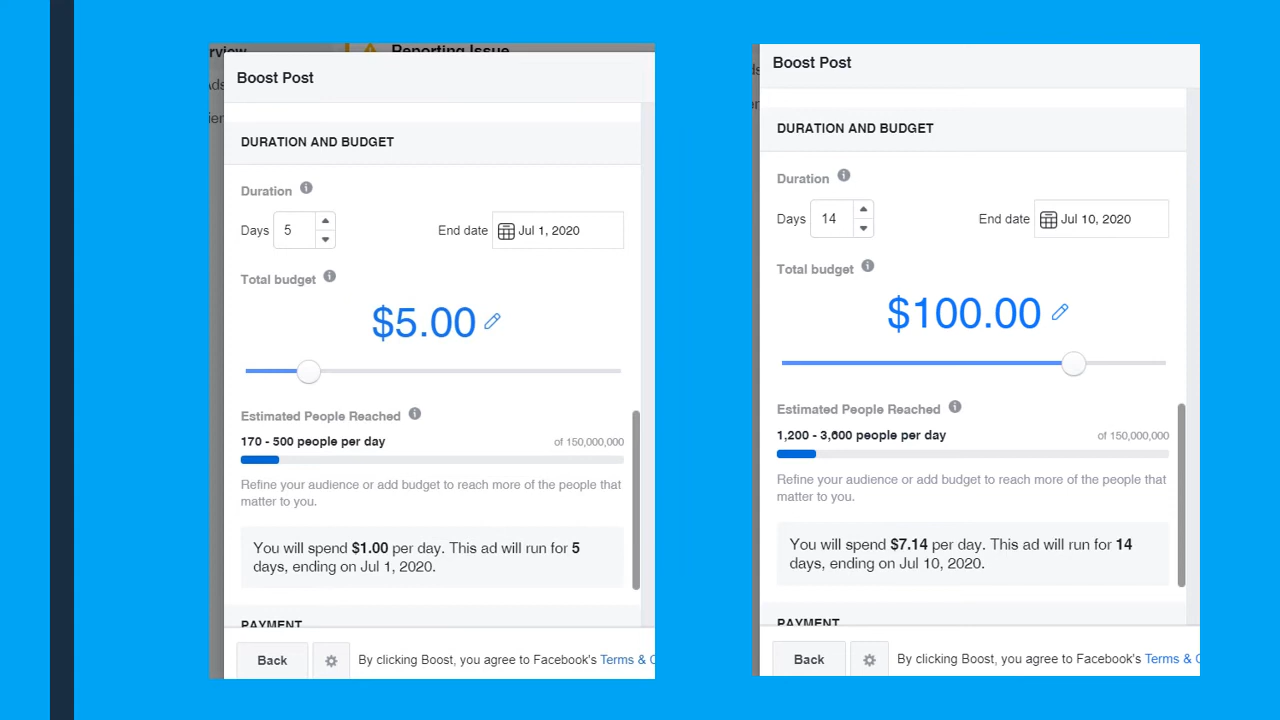 rview
Reporting Issue
Ads
Boost Post
DURATION AND BUDGET
Duration
Days 5
End date Jul 1, 2020
Total budget
$5.00
Estimated People Reached
170 - 500 people per day
of 150,000,000
Refine your audience or add budget to reach more of the people that
matter to you.
You will spend $1.00 per day. This ad will run for 5
days, ending on Jul 1, 2020.
PAYMENT
Back
By clicking Boost, you agree to Facebook's Terms & C
Boost Post
DURATION AND BUDGET
Duration
Days 14
End date Jul 10, 2020
Total budget
$100.00
Estimated People Reached
1,200 - 3,600 people per day
of 150,000,000
Refine your audience or add budget to reach more of the people that
matter to you.
You will spend $7.14 per day. This ad will run for 14
days, ending on Jul 10, 2020.
PAYMENT
Back
By clicking Boost, you agree to Facebook's Terms & C